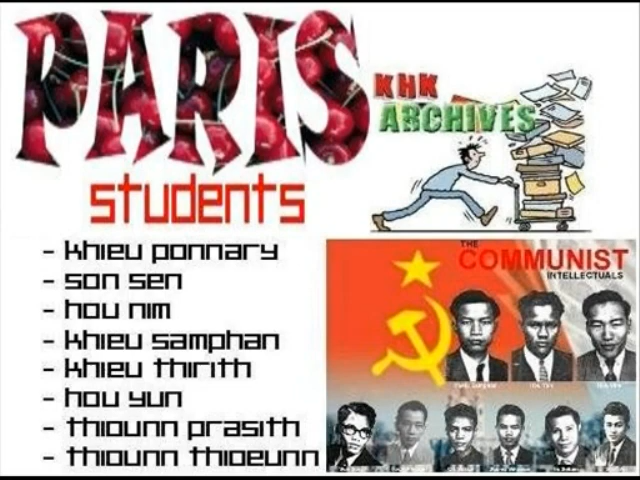 PARIS
students
KHK
ARCHIVES
- khieu ponnary
- son sen
- hou nim
- khieu samphan
- khieu thirith
- hou yun
- thiounn prasith
- thiounn thioeunn
THE
COMMUNIST
INTELLECTUALS